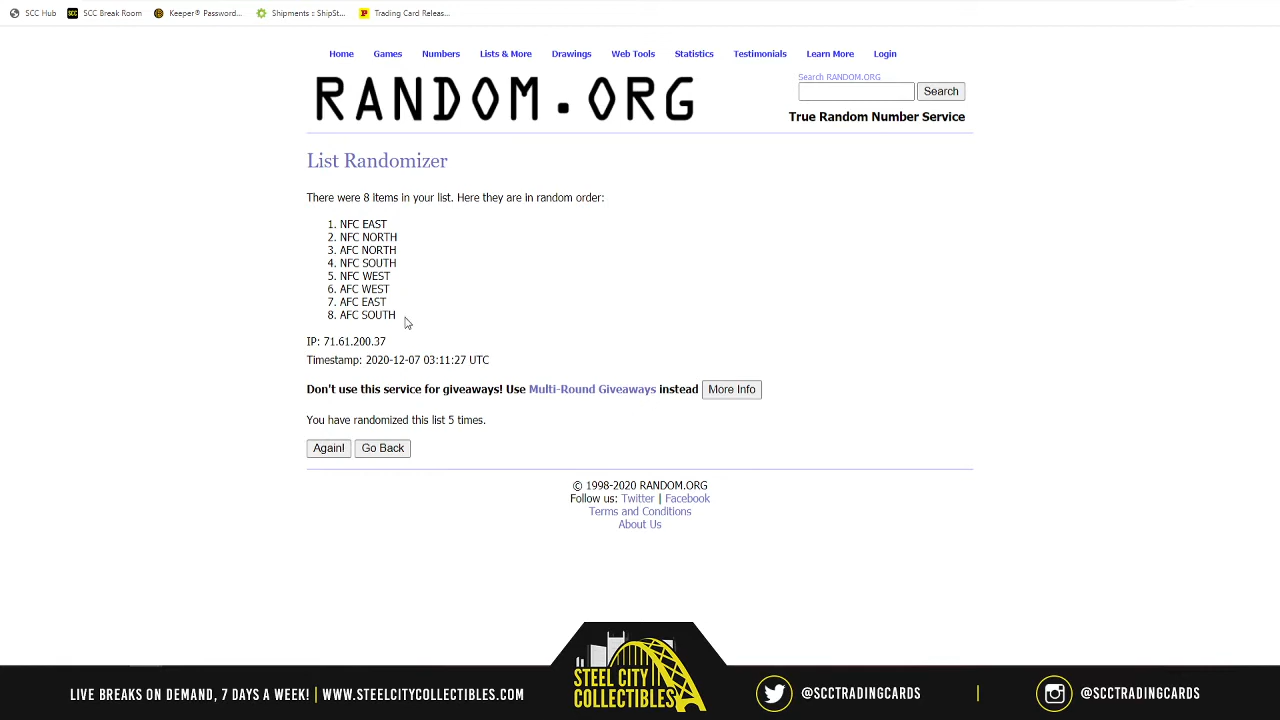 SCC Hub SCC Break Room Keeper® Password... Shipments :: ShipSt... Trading Card Releas...
Home Games Numbers Lists & More Drawings Web Tools Statistics Testimonials Learn More Login
RANDOM.ORG
Search RANDOM.ORG
Search
True Random Number Service
List Randomizer
There were 8 items in your list. Here they are in random order:
1. NFC EAST
2. NFC NORTH
3. AFC NORTH
4. NFC SOUTH
5. NFC WEST
6. AFC WEST
7. AFC EAST
8. AFC SOUTH
IP: 71.61.200.37
Timestamp: 2020-12-07 03:11:27 UTC
Don't use this service for giveaways! Use Multi-Round Giveaways instead More Info
You have randomized this list 5 times.
Again! Go Back
© 1998-2020 RANDOM.ORG
Follow us: Twitter | Facebook
Terms and Conditions
About Us
LIVE BREAKS ON DEMAND, 7 DAYS A WEEK! | WWW.STEELCITYCOLLECTIBLES.COM
STEEL CITY
COLLECTIBLES
@SCCTRADINGCARDS | @SCCTRADINGCARDS